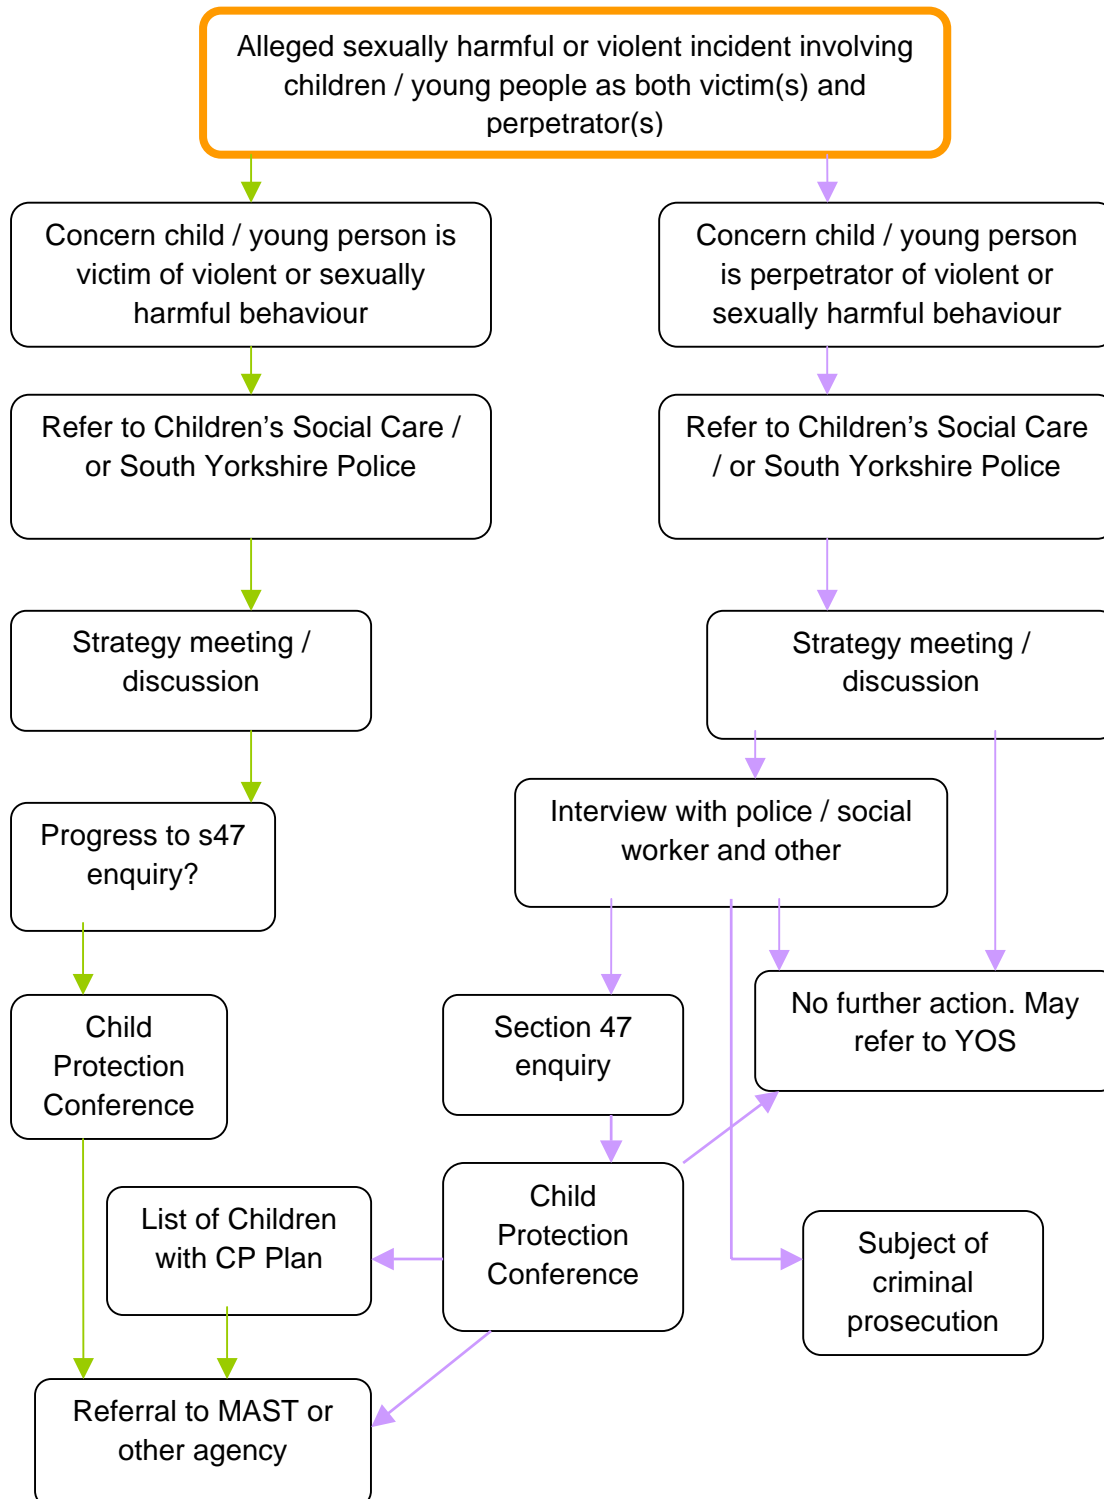 Alleged sexually harmful or violent incident involving
children / young people as both victim(s) and
perpetrator(s)
Concern child / young person is
victim of violent or sexually
harmful behaviour
Concern child / young person
is perpetrator of violent or
sexually harmful behaviour
Refer to Children’s Social Care /
or South Yorkshire Police
Refer to Children’s Social Care
/ or South Yorkshire Police
Strategy meeting /
discussion
Strategy meeting /
discussion
Progress to s47
enquiry?
Interview with police / social
worker and other
Child
Protection
Conference
Section 47
enquiry
No further action. May
refer to YOS
List of Children
with CP Plan
Child
Protection
Conference
Subject of
criminal
prosecution
Referral to MAST or
other agency